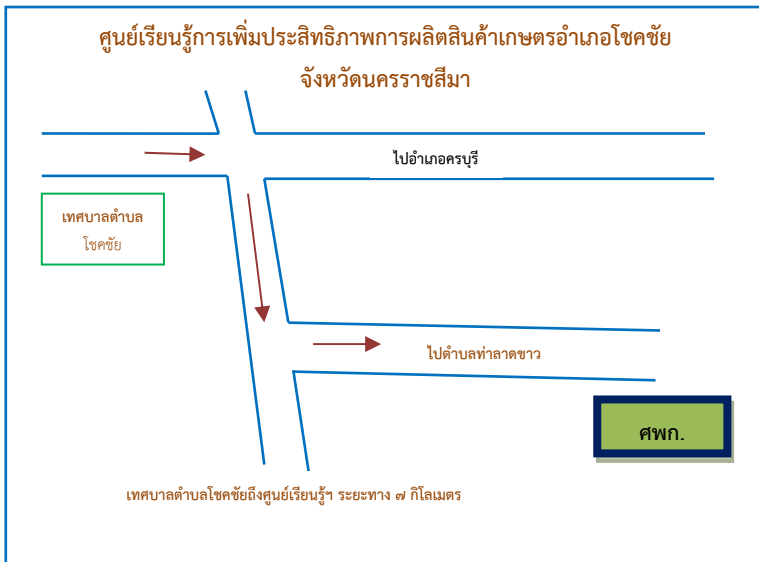 ศูนย์เรียนรู้การเพิ่มประสิทธิภาพการผลิตสินค้าเกษตรอำเภอโชคชัย
จังหวัดนครราชสีมา
ไปอำเภอครบุรี
เทศบาลตำบล
โชคชัย
ไปตำบลท่าลาดขาว
ศพก.
เทศบาลตำบลโชคชัยถึงศูนย์เรียนรู้ฯ ระยะทาง ๗ กิโลเมตร